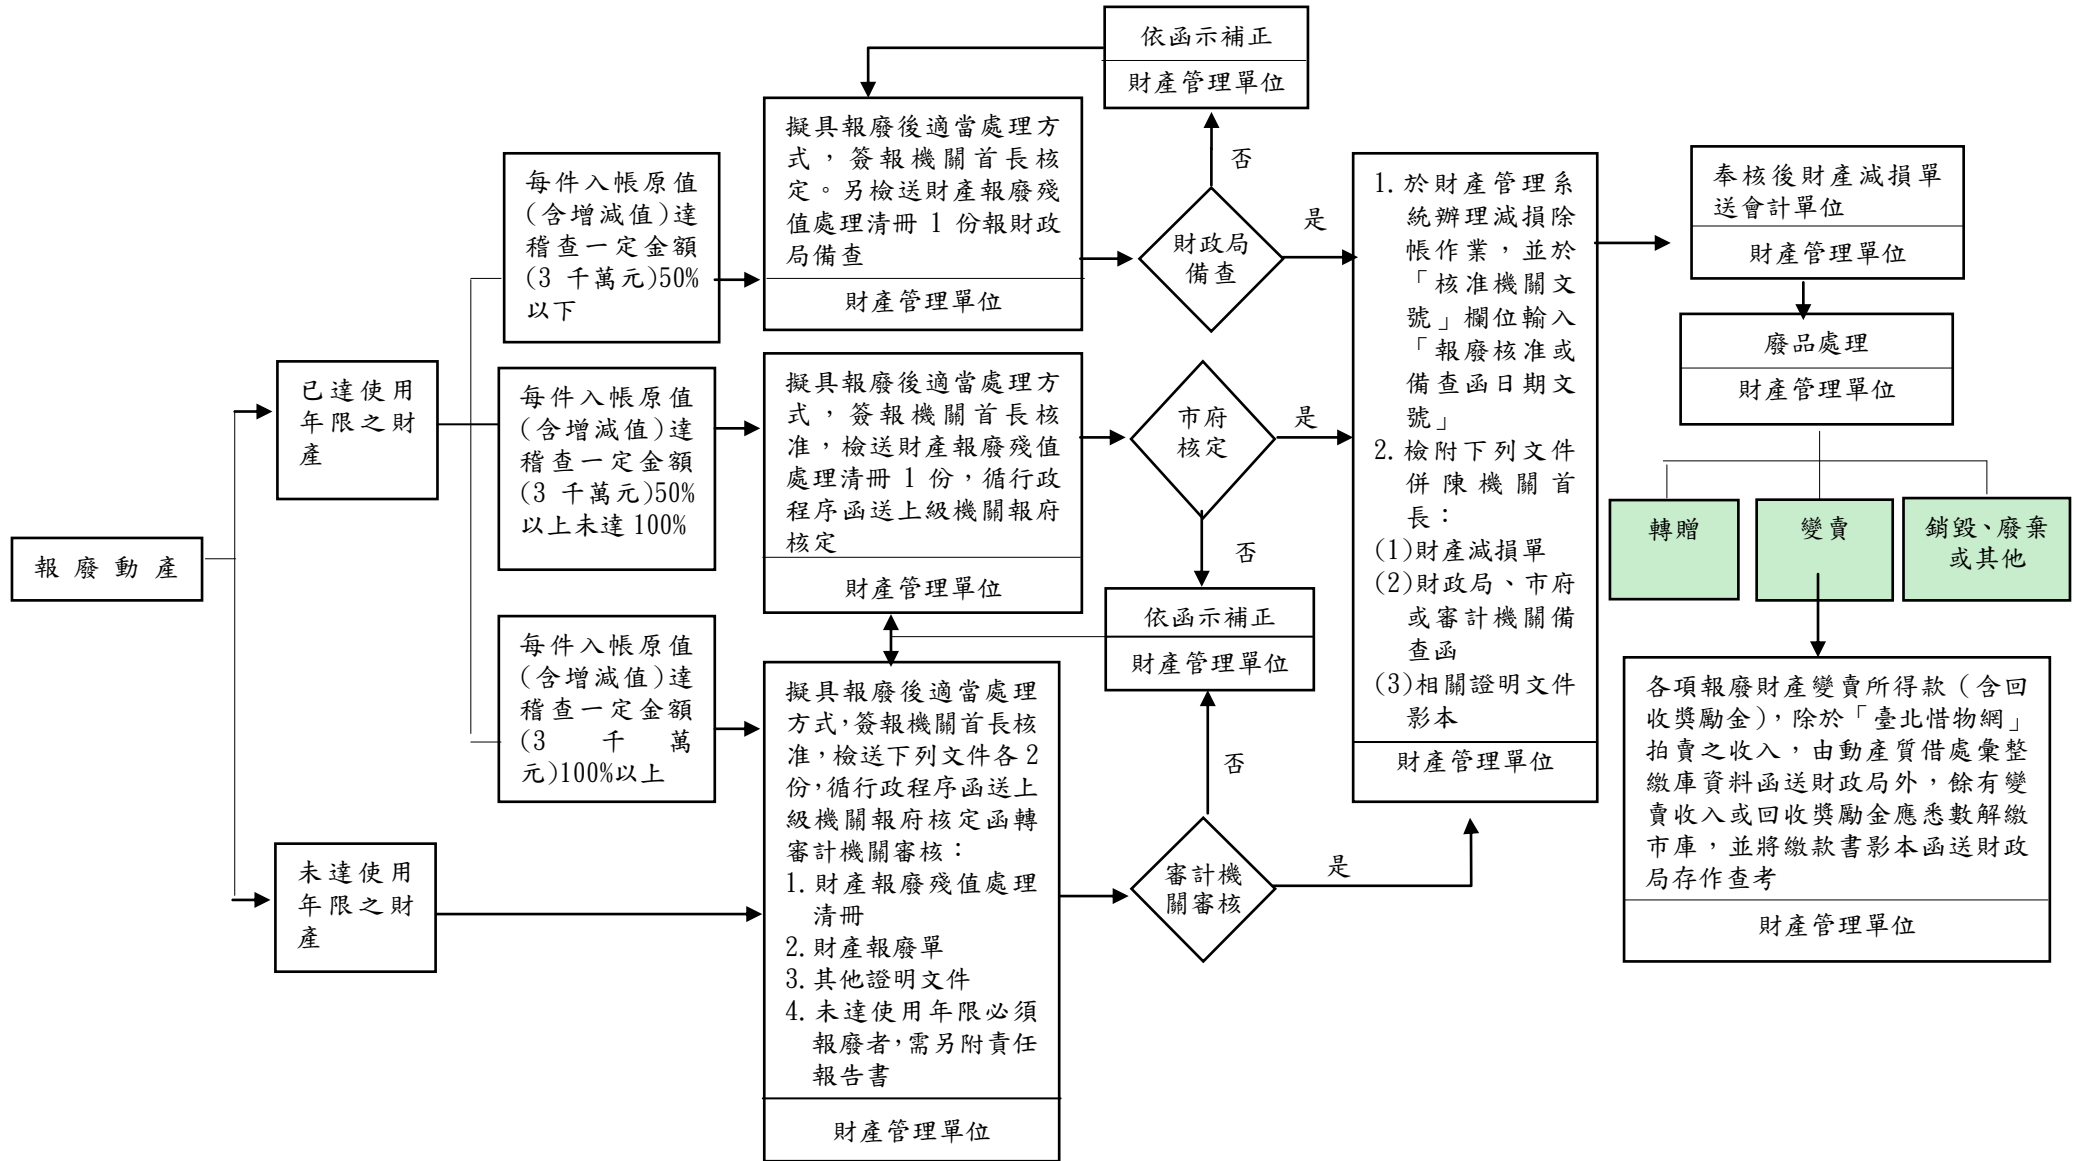 報廢動產
已達使用
年限之財
產
未達使用
年限之財
產
每件入帳原值
(含增減值)達
稽查一定金額
(3 千萬元)50%
以下
每件入帳原值
(含增減值)達
稽查一定金額
(3 千萬元)50%
以上未達 100%
每件入帳原值
(含增減值)達
稽查一定金額
(3 千萬
元)100%以上
擬具報廢後適當處理方
式，簽報機關首長核
定。另檢送財產報廢殘
值處理清冊 1 份報財政
局備查
財產管理單位
擬具報廢後適當處理方
式，簽報機關首長核
准，檢送財產報廢殘值
處理清冊 1 份，循行政
程序函送上級機關報府
核定
財產管理單位
擬具報廢後適當處理
方式，簽報機關首長核
准，檢送下列文件各 2
份，循行政程序函送上
級機關報府核定函轉
審計機關審核：
1. 財產報廢殘值處理
清冊
2. 財產報廢單
3. 其他證明文件
4. 未達使用年限必須
報廢者，需另附責任
報告書
財產管理單位
依函示補正
財產管理單位
否
財政局
備查
是
市府
核定
是
否
依函示補正
財產管理單位
否
審計機
關審核
是
1. 於財產管理系
統辦理減損除
帳作業，並於
「核准機關文
號」欄位輸入
「報廢核准或
備查函日期文
號」
2. 檢附下列文件
併陳機關首
長：
(1)財產減損單
(2)財政局、市府
或審計機關備
查函
(3)相關證明文件
影本
財產管理單位
奉核後財產減損單
送會計單位
財產管理單位
廢品處理
財產管理單位
轉贈
變賣
銷毀、廢棄
或其他
各項報廢財產變賣所得款（含回
收獎勵金），除於「臺北惜物網」
拍賣之收入，由動產質借處彙整
繳庫資料函送財政局外，餘有變
賣收入或回收獎勵金應悉數解繳
市庫，並將繳款書影本函送財政
局存作查考
財產管理單位